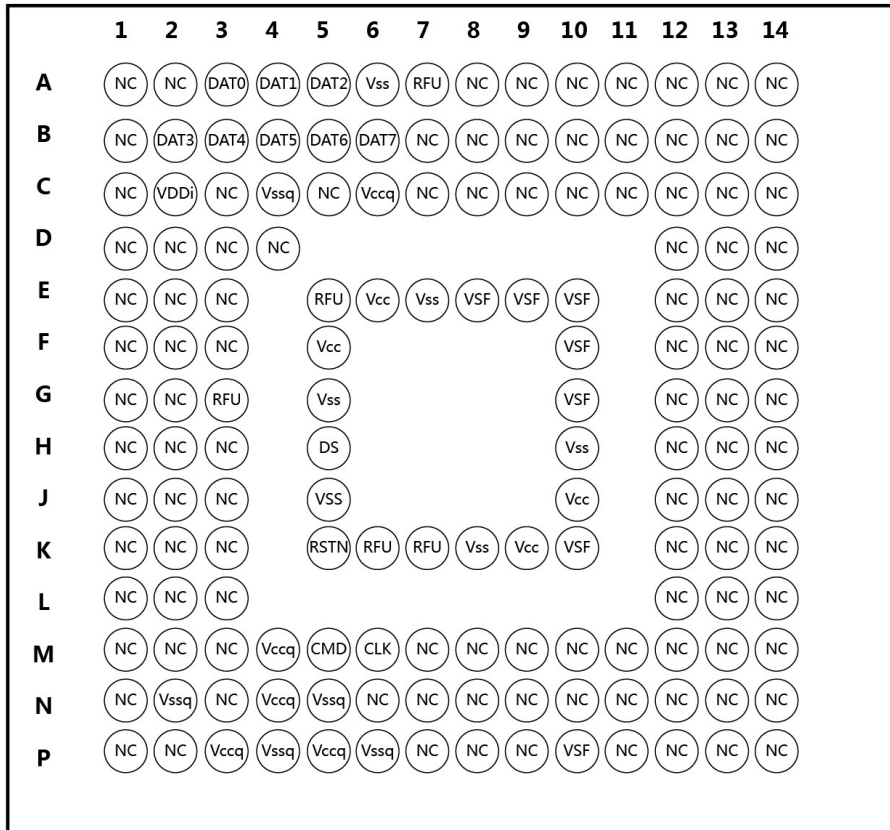 1 2 3 4 5 6 7 8 9 10 11 12 13 14
A NC NC DAT0 DAT1 DAT2 Vss RFU NC NC NC NC NC NC NC
B NC DAT3 DAT4 DAT5 DAT6 DAT7 NC NC NC NC NC NC NC NC
C NC VDDi NC Vssq NC Vccq NC NC NC NC NC NC NC NC
D NC NC NC NC NC NC NC
E NC NC NC RFU Vcc Vss VSF VSF VSF NC NC NC
F NC NC NC Vcc VSF NC NC NC
G NC NC RFU Vss VSF NC NC NC
H NC NC NC DS Vss NC NC NC
J NC NC NC VSS Vcc NC NC NC
K NC NC NC RSTN RFU RFU Vss Vcc VSF NC NC NC
L NC NC NC NC NC NC
M NC NC NC Vccq CMD CLK NC NC NC NC NC NC NC NC
N NC Vssq NC Vccq Vssq NC NC NC NC NC NC NC NC NC
P NC NC Vccq Vssq Vccq Vssq NC NC NC VSF NC NC NC NC